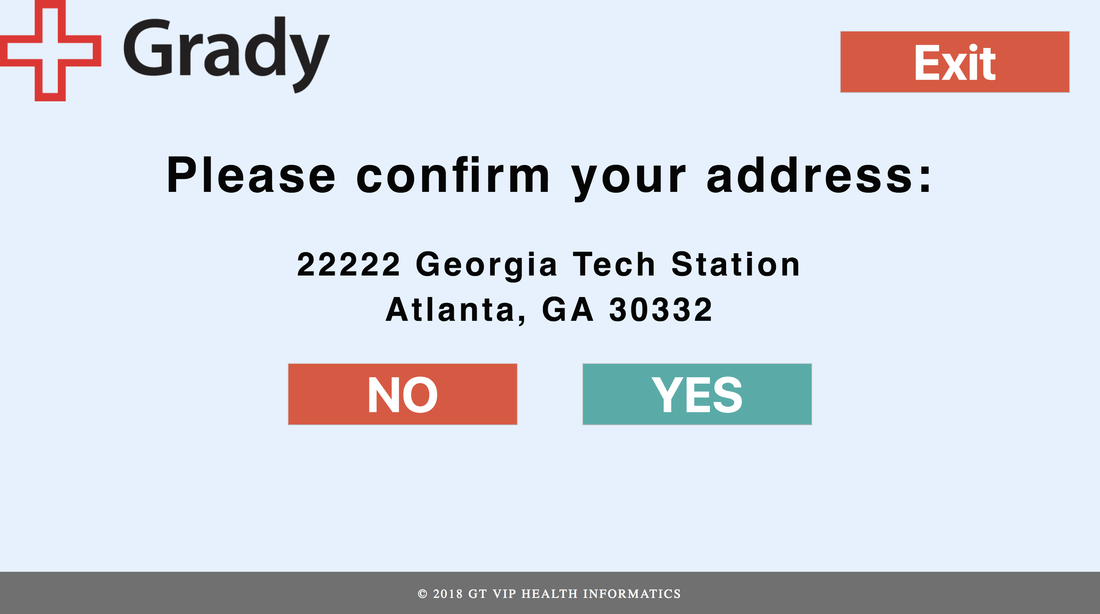 Grady
Exit
Please confirm your address:
22222 Georgia Tech Station
Atlanta, GA 30332
NO
YES
© 2018 GT VIP HEALTH INFORMATICS